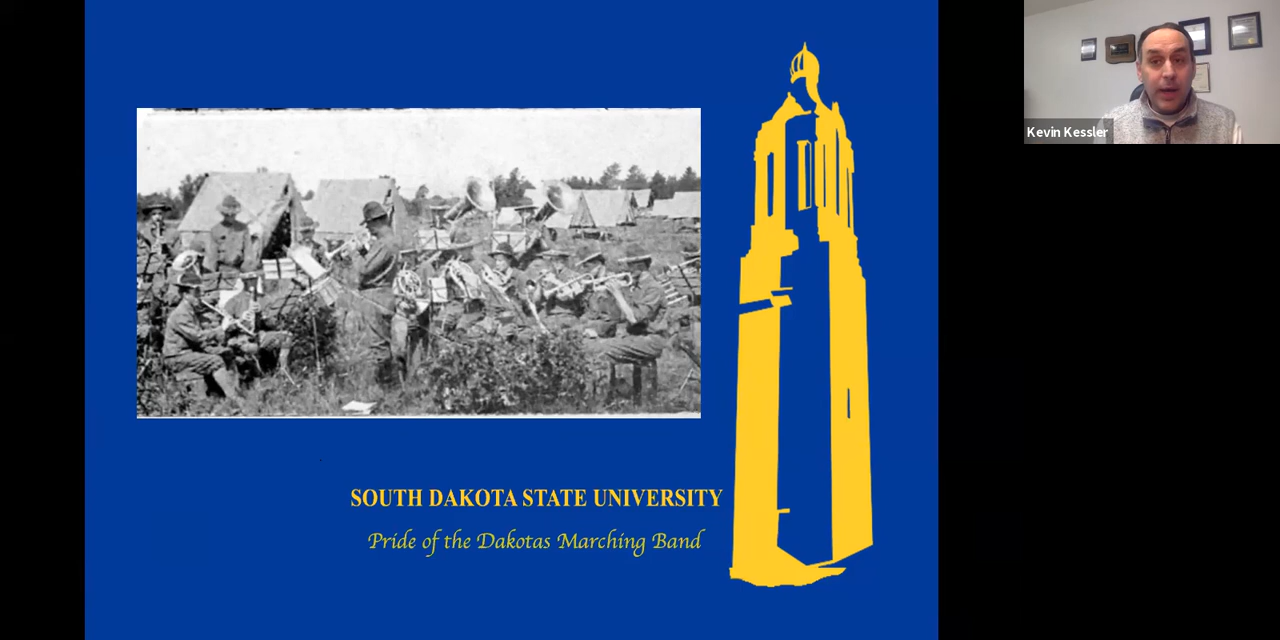 SOUTH DAKOTA STATE UNIVERSITY
Pride of the Dakotas Marching Band
Kevin Kessler